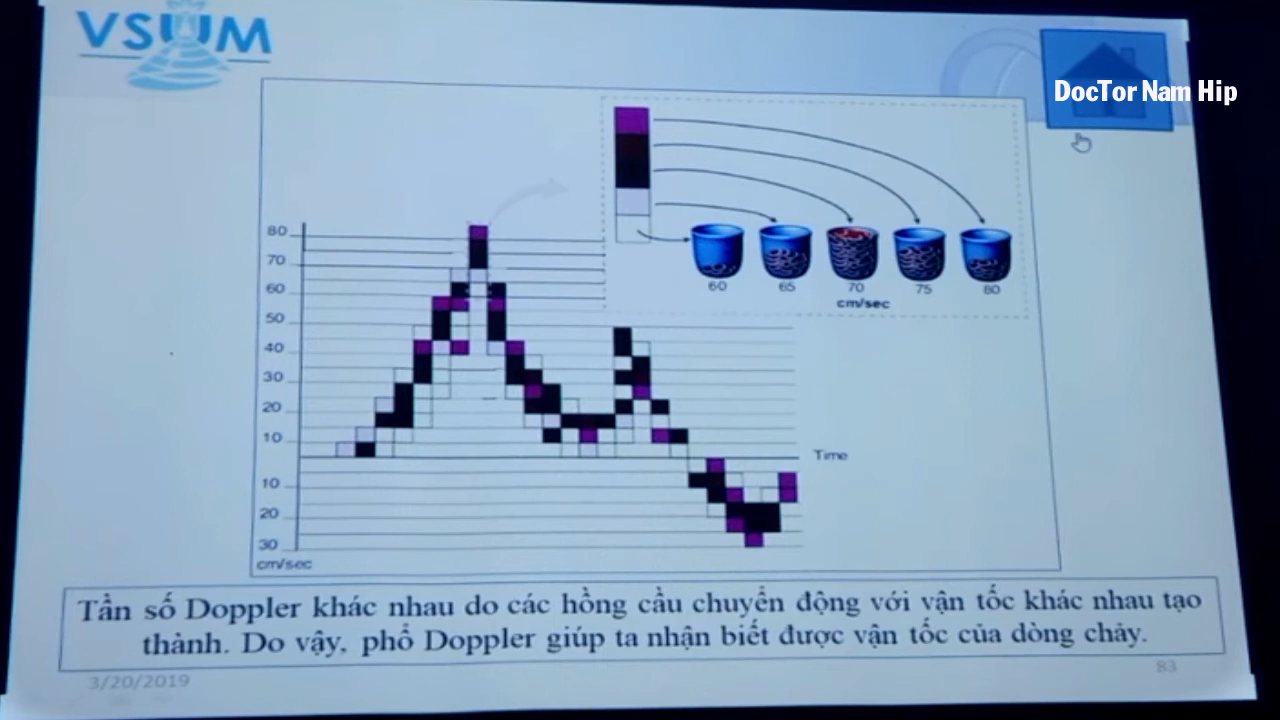 VSUM
DocTor Nam Hip
80
70
60
50
40
30
20
10
10
20
30
cm/sec
Time
60 65 70 75 80
cm/sec
Tần số Doppler khác nhau do các hồng cầu chuyển động với vận tốc khác nhau tạo
thành. Do vậy, phổ Doppler giúp ta nhận biết được vận tốc của dòng chảy.
3/20/2019
83